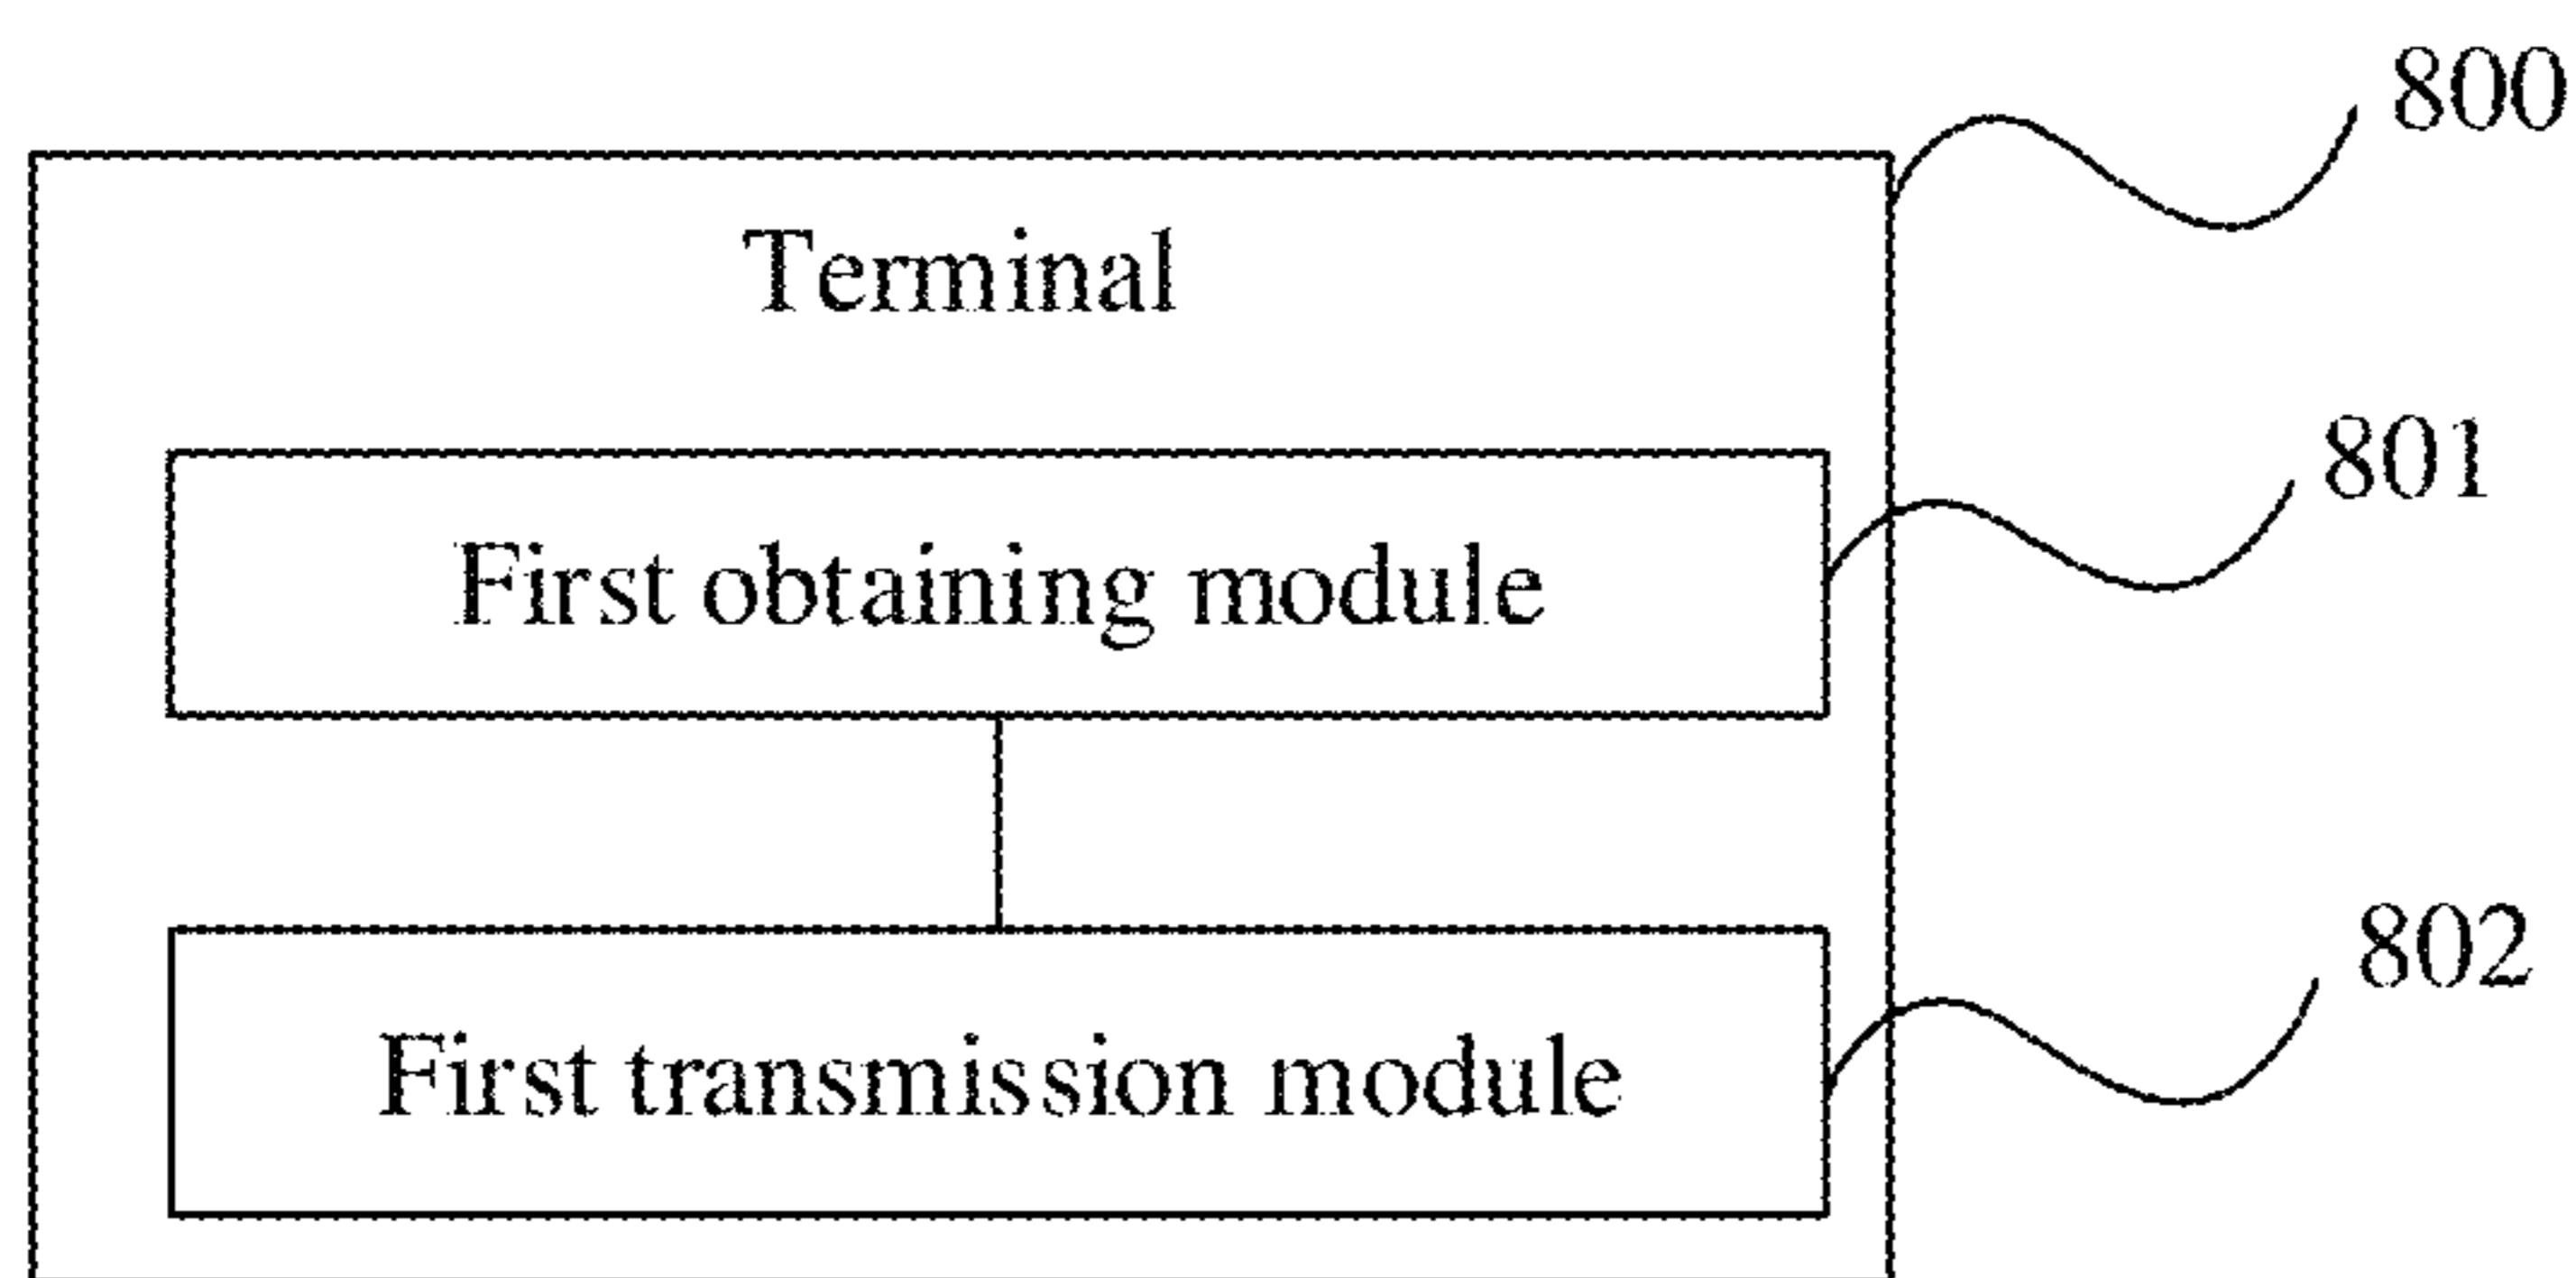 800
Terminal
801
First obtaining module
802
First transmission module